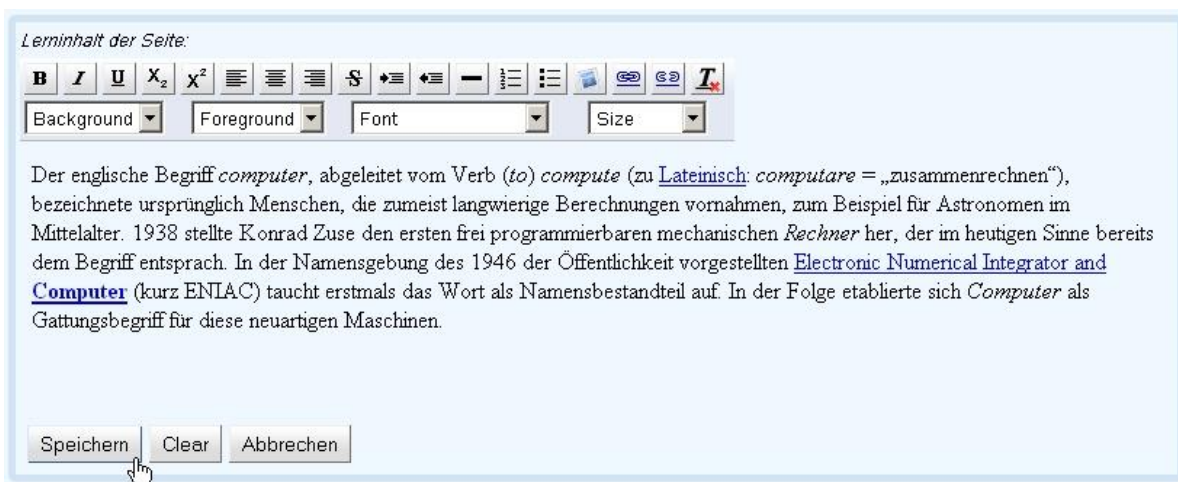 Lerninhalt der Seite:
B I U X₂ X² S T
Background Foreground Font Size
Der englische Begriff computer, abgeleitet vom Verb (to) compute (zu Lateinisch: computare = „zusammenrechnen“),
bezeichnete ursprünglich Menschen, die zumeist langwierige Berechnungen vornahmen, zum Beispiel für Astronomen im
Mittelalter. 1938 stellte Konrad Zuse den ersten frei programmierbaren mechanischen Rechner her, der im heutigen Sinne bereits
dem Begriff entsprach. In der Namensgebung des 1946 der Öffentlichkeit vorgestellten Electronic Numerical Integrator and
Computer (kurz ENIAC) taucht erstmals das Wort als Namensbestandteil auf. In der Folge etablierte sich Computer als
Gattungsbegriff für diese neuartigen Maschinen.
Speichern Clear Abbrechen